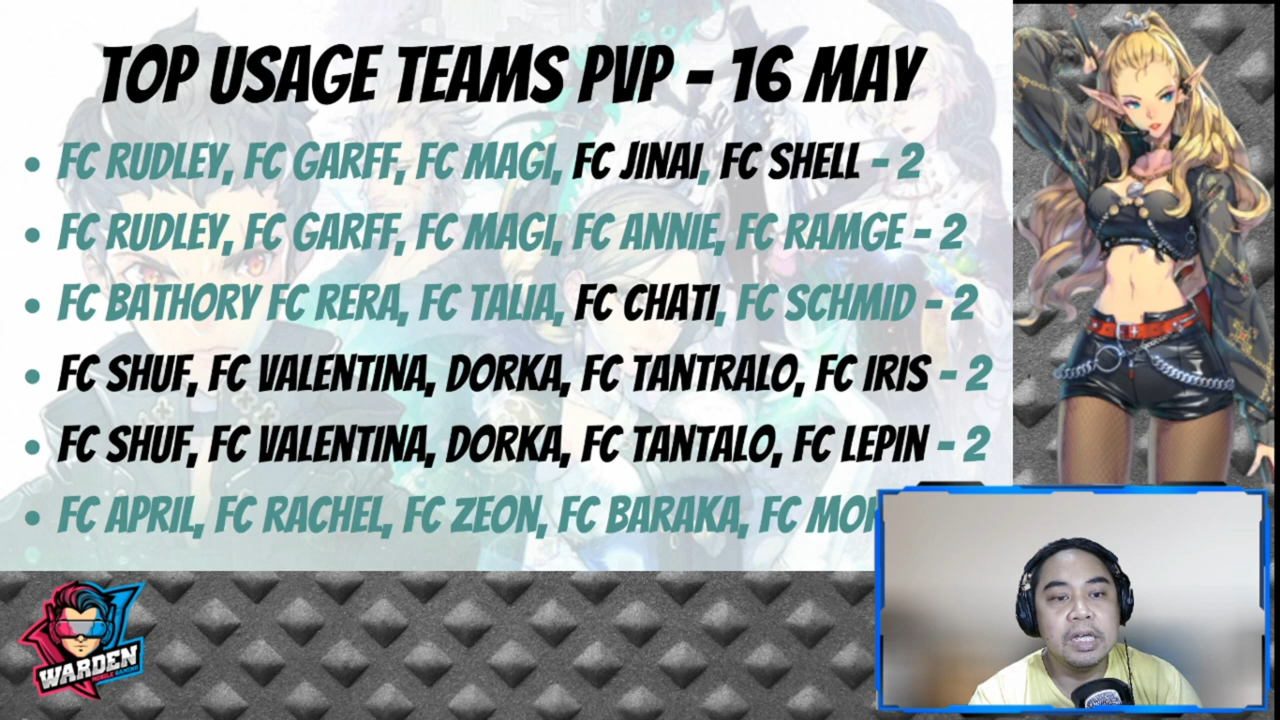 TOP USAGE TEAMS PVP - 16 MAY
• FC RUDLEY, FC GARFF, FC MAGI, FC JINAI, FC SHELL - 2
• FC RUDLEY, FC GARFF, FC MAGI, FC ANNIE, FC RAMGE - 2
• FC BATHORY FC RERA, FC TALIA, FC CHATI, FC SCHMID - 2
• FC SHUF, FC VALENTINA, DORKA, FC TANTRALO, FC IRIS - 2
• FC SHUF, FC VALENTINA, DORKA, FC TANTALO, FC LEPIN - 2
• FC APRIL, FC RACHEL, FC ZEON, FC BARAKA, FC
WARDEN
MOBILE GAMING